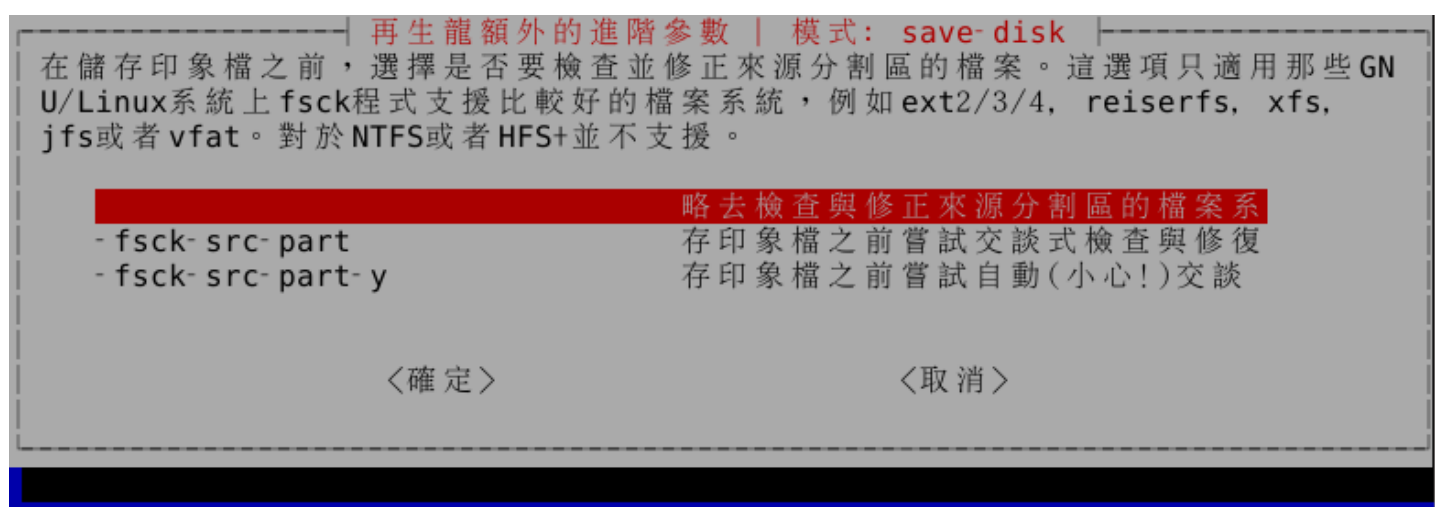 再生龍額外的進階參數 | 模式: save-disk
在儲存印象檔之前，選擇是否要檢查並修正來源分割區的檔案。這選項只適用那些GN
U/Linux系統上fsck程式支援比較好的檔案系統，例如ext2/3/4, reiserfs, xfs,
jfs或者vfat。對於NTFS或者HFS+並不支援。
略去檢查與修正來源分割區的檔案系
-fsck-src-part 存印象檔之前嘗試交談式檢查與修復
-fsck-src-part-y 存印象檔之前嘗試自動(小心!)交談
<確定> <取消>